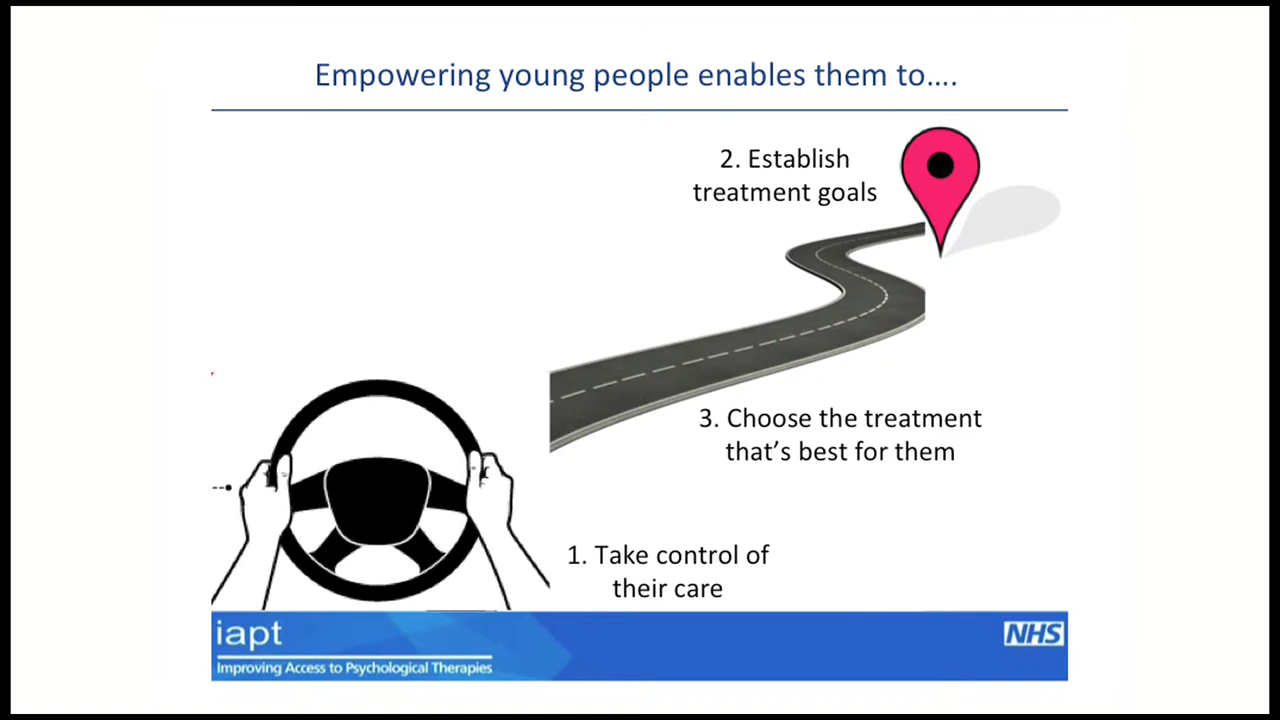 Empowering young people enables them to….
2. Establish
treatment goals
3. Choose the treatment
that’s best for them
1. Take control of
their care
iapt
Improving Access to Psychological Therapies
NHS